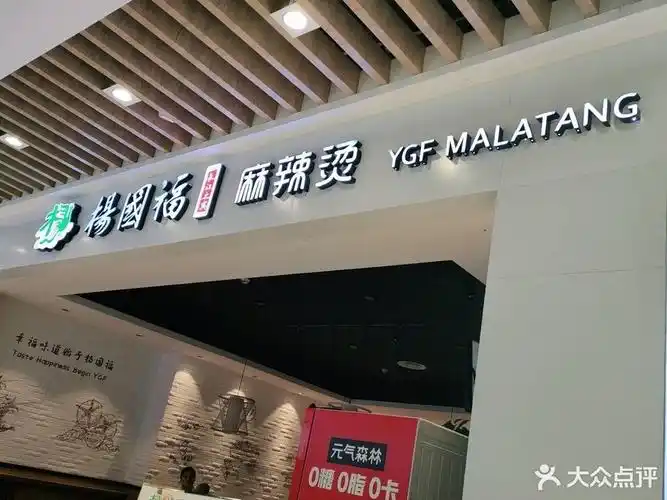 楊國福 麻辣烫 YGF MALATANG
幸福味道始于杨国福
Taste Happiness Begin YGF
元气森林
0糖 0脂 0卡
大众点评